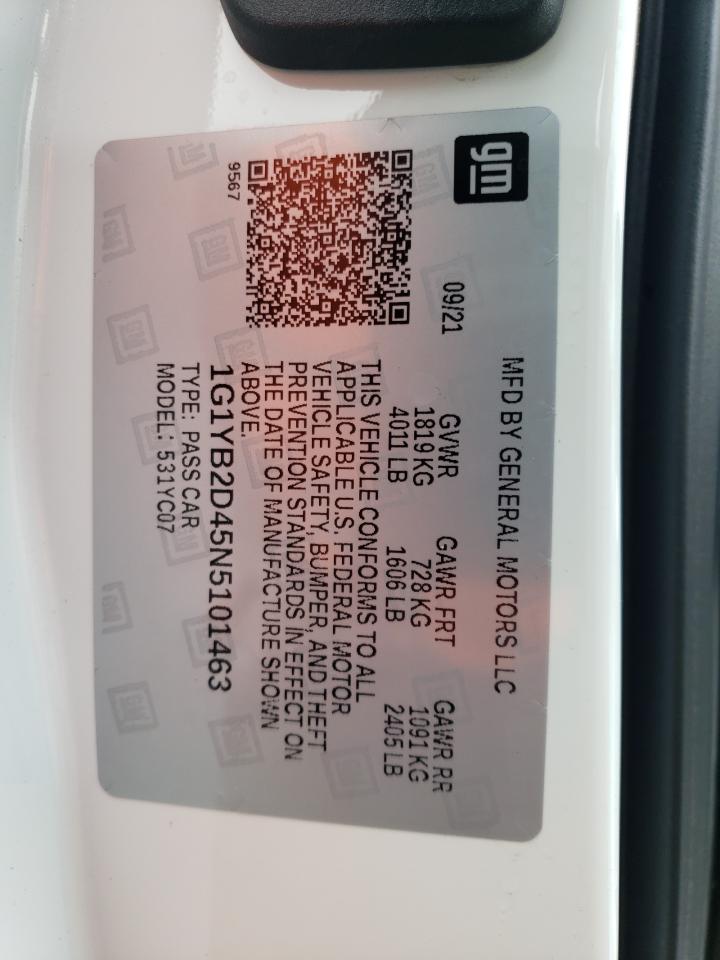 gm
MFD BY GENERAL MOTORS LLC
09/21
GVWR GAWR FRT GAWR RR
1819 KG 728 KG 1091 KG
4011 LB 1606 LB 2405 LB
THIS VEHICLE CONFORMS TO ALL
APPLICABLE U.S. FEDERAL MOTOR
VEHICLE SAFETY, BUMPER, AND THEFT
PREVENTION STANDARDS IN EFFECT ON
THE DATE OF MANUFACTURE SHOWN
ABOVE.
9567
1G1YB2D45N5101463
TYPE: PASS CAR
MODEL: 531YC07